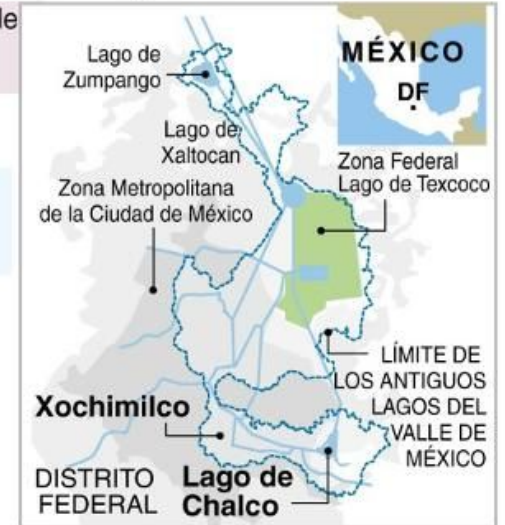 de
Lago de
Zumpango
MÉXICO
DF
Lago de
Xaltocan
Zona Federal
Lago de Texcoco
Zona Metropolitana
de la Ciudad de México
LÍMITE DE
LOS ANTIGUOS
LAGOS DEL
VALLE DE
MÉXICO
Xochimilco
DISTRITO
FEDERAL
Lago de
Chalco